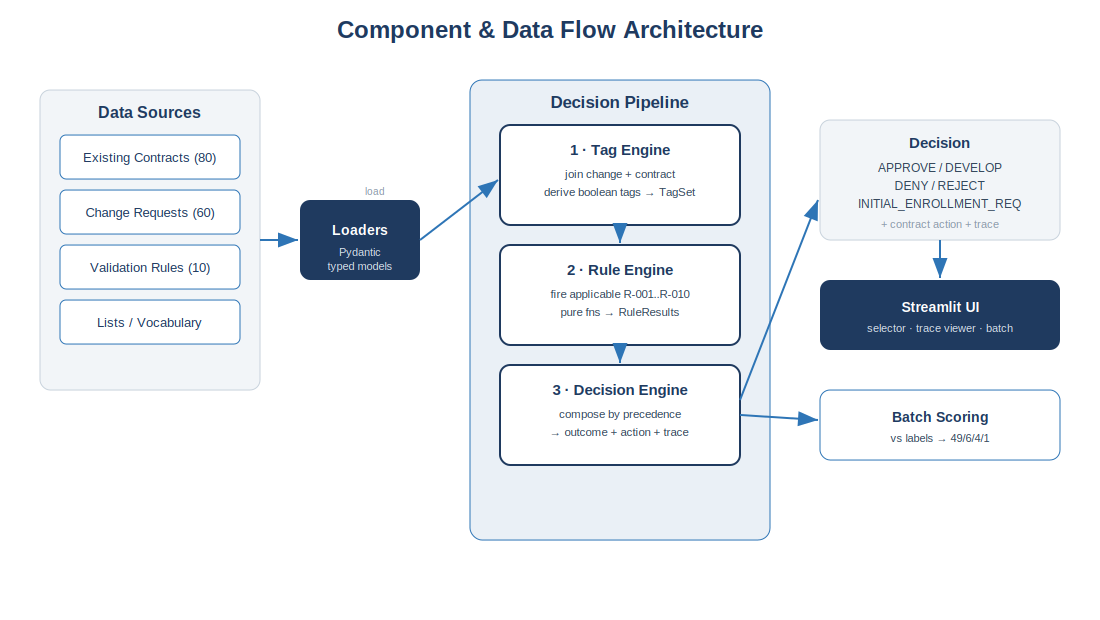 Component & Data Flow Architecture
Data Sources
Existing Contracts (80)
Change Requests (60)
Validation Rules (10)
Lists / Vocabulary
load
Loaders
Pydantic
typed models
Decision Pipeline
1 · Tag Engine
join change + contract
derive boolean tags → TagSet
2 · Rule Engine
fire applicable R-001..R-010
pure fns → RuleResults
3 · Decision Engine
compose by precedence
→ outcome + action + trace
Decision
APPROVE / DEVELOP
DENY / REJECT
INITIAL_ENROLLMENT_REQ
+ contract action + trace
Streamlit UI
selector · trace viewer · batch
Batch Scoring
vs labels → 49/6/4/1